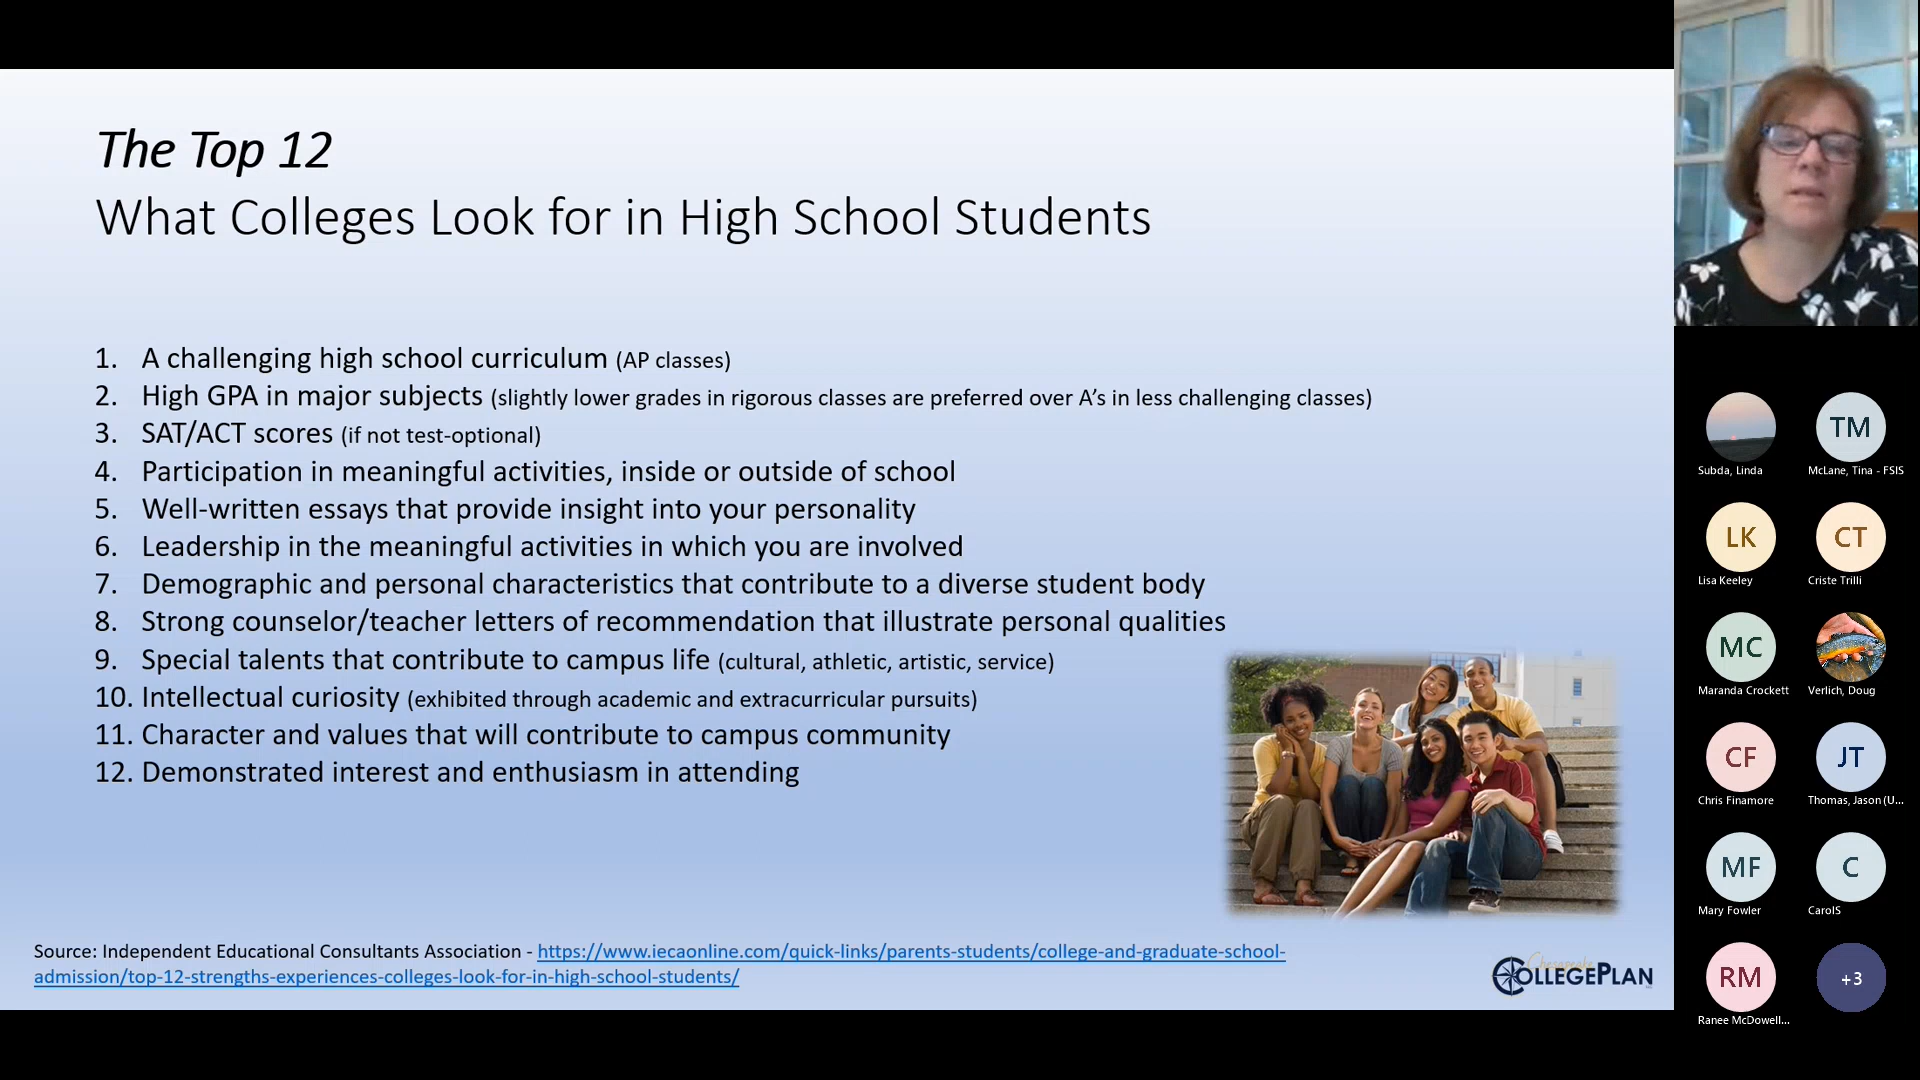 The Top 12
What Colleges Look for in High School Students
1. A challenging high school curriculum (AP classes)
2. High GPA in major subjects (slightly lower grades in rigorous classes are preferred over A’s in less challenging classes)
3. SAT/ACT scores (if not test-optional)
4. Participation in meaningful activities, inside or outside of school
5. Well-written essays that provide insight into your personality
6. Leadership in the meaningful activities in which you are involved
7. Demographic and personal characteristics that contribute to a diverse student body
8. Strong counselor/teacher letters of recommendation that illustrate personal qualities
9. Special talents that contribute to campus life (cultural, athletic, artistic, service)
10. Intellectual curiosity (exhibited through academic and extracurricular pursuits)
11. Character and values that will contribute to campus community
12. Demonstrated interest and enthusiasm in attending
Source: Independent Educational Consultants Association - https://www.iecaonline.com/quick-links/parents-students/college-and-graduate-school-
admission/top-12-strengths-experiences-colleges-look-for-in-high-school-students/
Chesapeake
COLLEGEPLAN
TM
Subda, Linda
McLane, Tina - FSIS
LK
CT
Lisa Keeley
Criste Trilli
MC
Maranda Crockett
Verlich, Doug
CF
JT
Chris Finamore
Thomas, Jason (U...
MF
C
Mary Fowler
CarolS
RM
+3
Ranee McDowell...